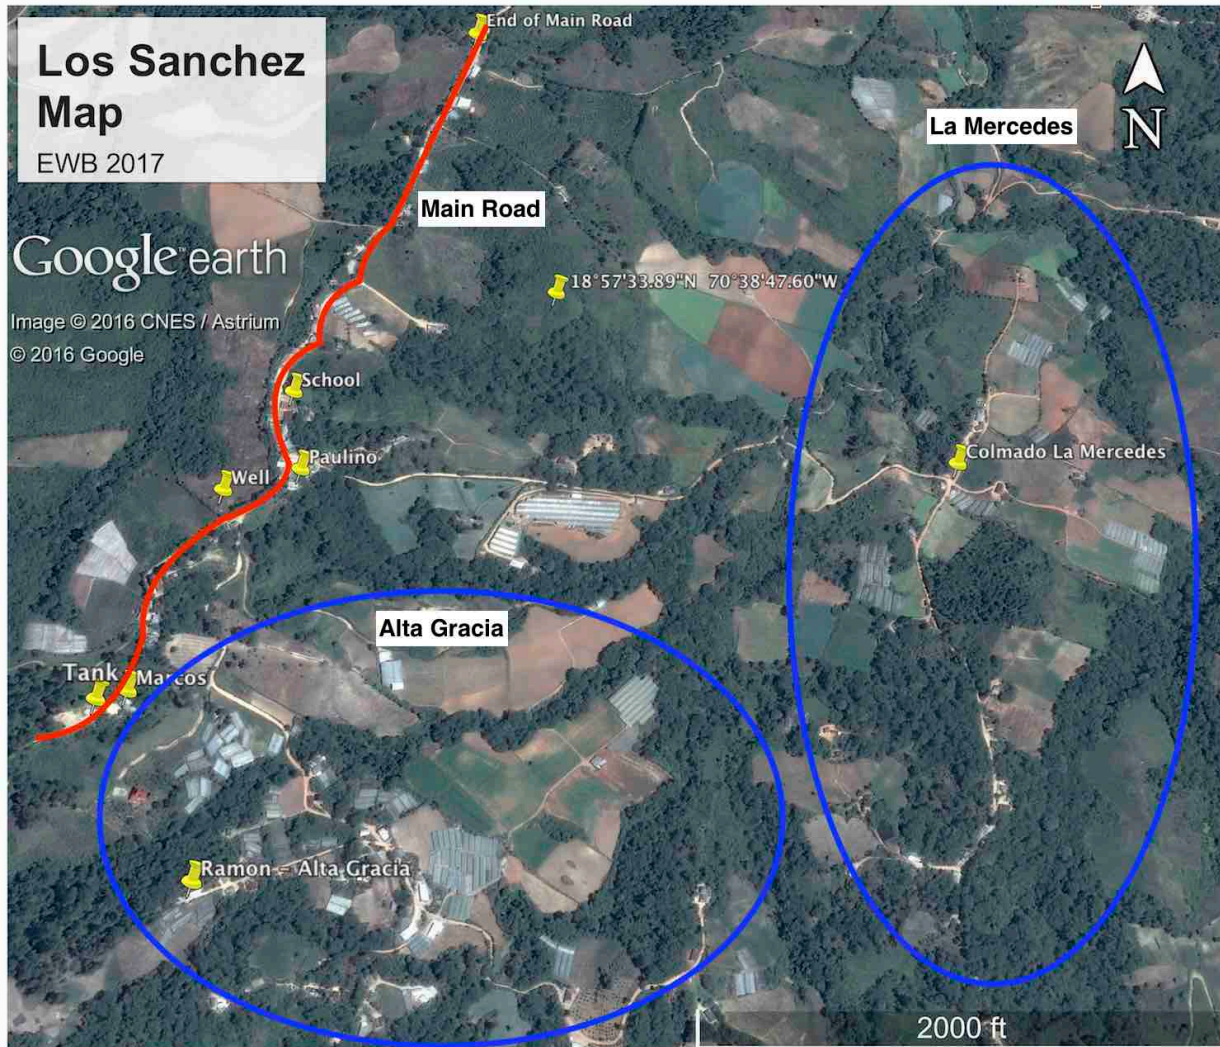 End of Main Road
Los Sanchez
Map
EWB 2017
La Mercedes
N
Main Road
Google earth
18°57'33.89"N 70°38'47.60"W
Image © 2016 CNES / Astrium
© 2016 Google
School
Colmado La Mercedes
Paulino
Well
Alta Gracia
Tank
Marcos
Ramon - Alta Gracia
2000 ft